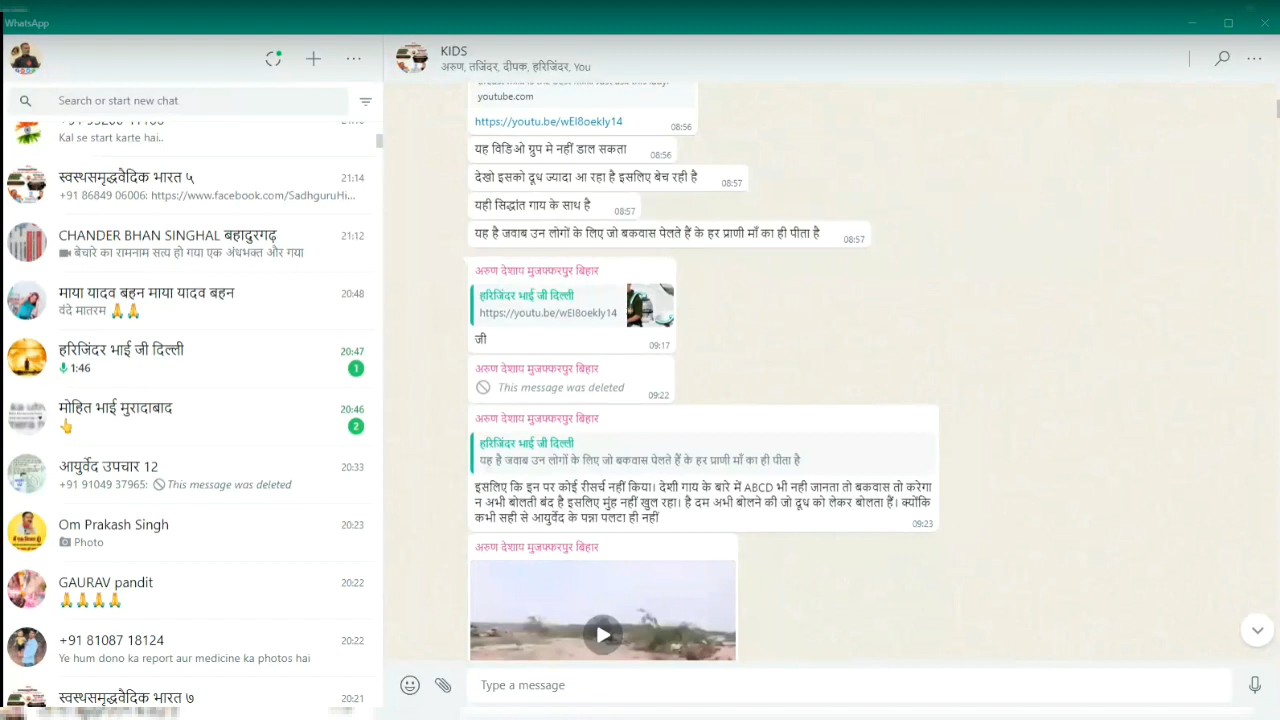 WhatsApp
Search or start new chat
Kal se start karte hai..
स्वस्थसमृद्धवैदिक भारत ५
21:14
+91 86849 06006: https://www.facebook.com/SadhguruHi...
CHANDER BHAN SINGHAL बहादुरगढ़
21:12
बेचारे का रामनाम सत्य हो गया एक अंधभक्त और गया
माया यादव बहन माया यादव बहन
20:48
वंदे मातरम 🙏🙏
हरिजिंदर भाई जी दिल्ली
20:47
1:46
1
मोहित भाई मुरादाबाद
20:46
👆
2
आयुर्वेद उपचार 12
20:33
+91 91049 37965: This message was deleted
Om Prakash Singh
20:23
Photo
GAURAV pandit
20:22
🙏🙏🙏🙏
+91 81087 18124
20:22
Ye hum dono ka report aur medicine ka photos hai
स्वस्थसमृद्धवैदिक भारत ७
20:21
KIDS
अरुण, तजिंदर, दीपक, हरिजिंदर, You
youtube.com
https://youtu.be/wEl8oekIy14
08:56
यह विडिओ ग्रुप मे नहीं डाल सकता
08:56
देखो इसको दूध ज्यादा आ रहा है इसलिए बेच रही है
08:57
यही सिद्धांत गाय के साथ है
08:57
यह है जवाब उन लोगों के लिए जो बकवास पेलते हैं के हर प्राणी माँ का ही पीता है
08:57
अरुण देशाप मुजफ्फरपुर बिहार
हरिजिंदर भाई जी दिल्ली
https://youtu.be/wEl8oekIy14
जी
09:17
अरुण देशाप मुजफ्फरपुर बिहार
This message was deleted
09:22
अरुण देशाप मुजफ्फरपुर बिहार
हरिजिंदर भाई जी दिल्ली
यह है जवाब उन लोगों के लिए जो बकवास पेलते हैं के हर प्राणी माँ का ही पीता है
इसलिए कि इन पर कोई रीसर्च नहीं किया। देशी गाय के बारे में ABCD भी नही जानता तो बकवास तो करेगा
न अभी बोलती बंद है इसलिए मुंह नहीं खुल रहा। है दम अभी बोलने की जो दूध को लेकर बोलता हैं। क्योंकि
कभी सही से आयुर्वेद के पन्ना पलटा ही नहीं
09:23
अरुण देशाप मुजफ्फरपुर बिहार
Type a message